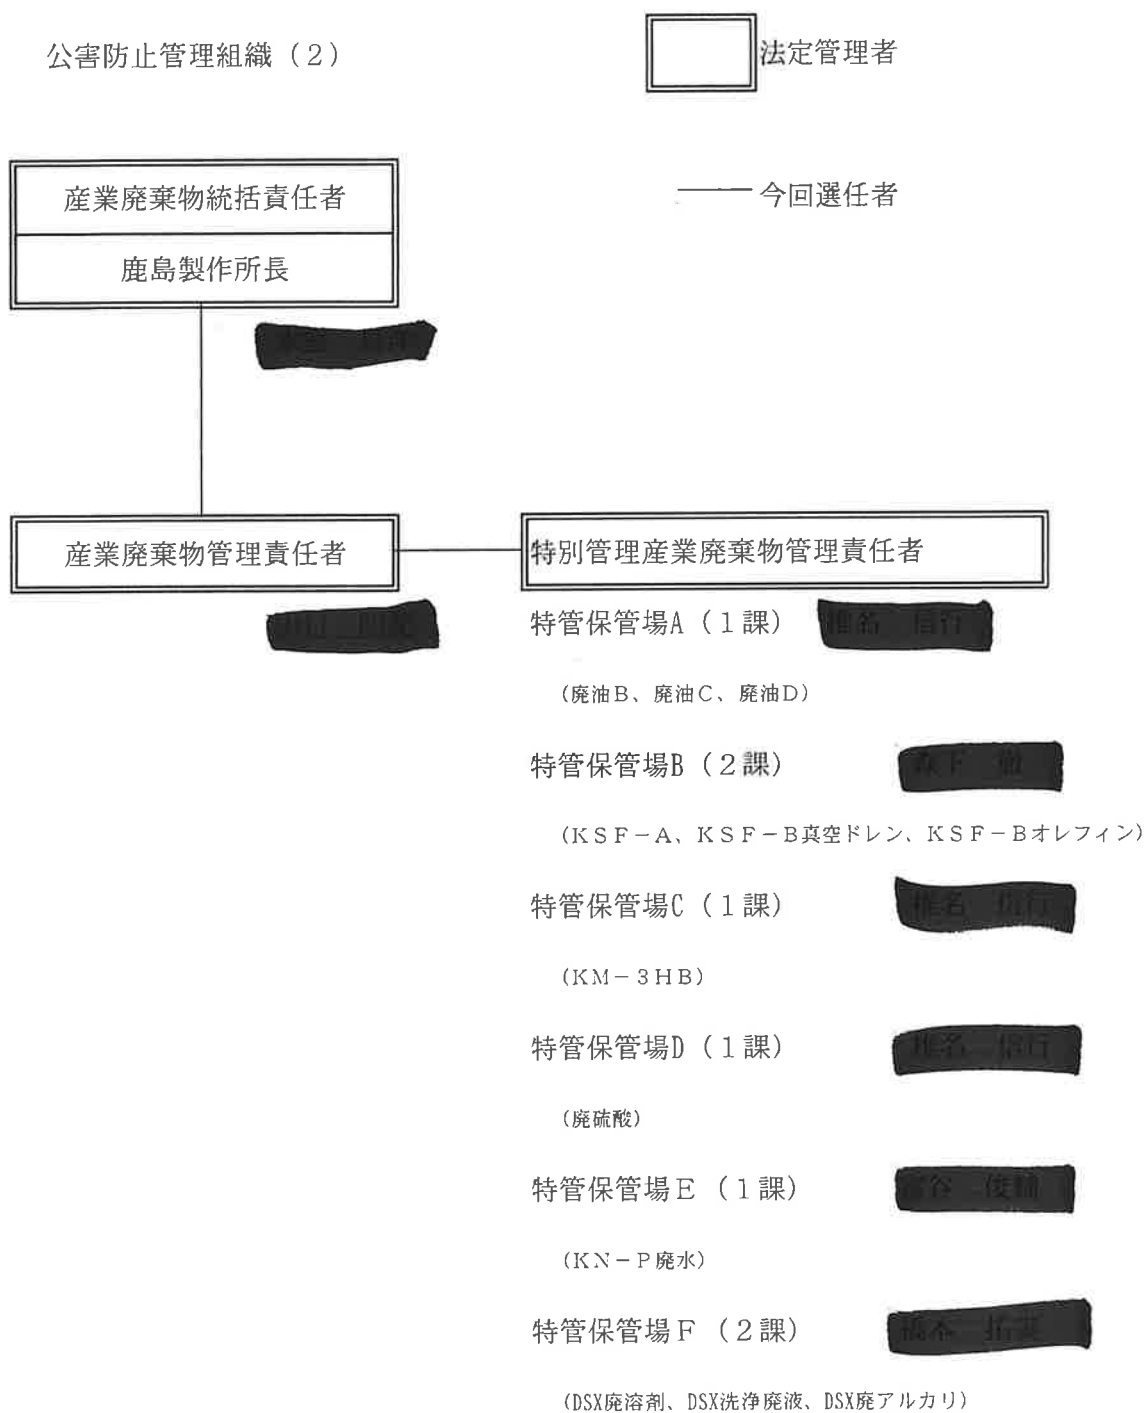 公害防止管理組織（２）
法定管理者
産業廃棄物統括責任者
今回選任者
鹿島製作所長
産業廃棄物管理責任者
特別管理産業廃棄物管理責任者
特管保管場A（１課）
（廃油Ｂ、廃油Ｃ、廃油Ｄ）
特管保管場B（２課）
（ＫＳＦ－Ａ、ＫＳＦ－Ｂ真空ドレン、ＫＳＦ－Ｂオレフィン）
特管保管場C（１課）
（ＫＭ－３ＨＢ）
特管保管場D（１課）
（廃硫酸）
特管保管場Ｅ（１課）
（ＫＮ－Ｐ廃水）
特管保管場Ｆ（２課）
（DSX廃溶剤、DSX洗浄廃液、DSX廃アルカリ）